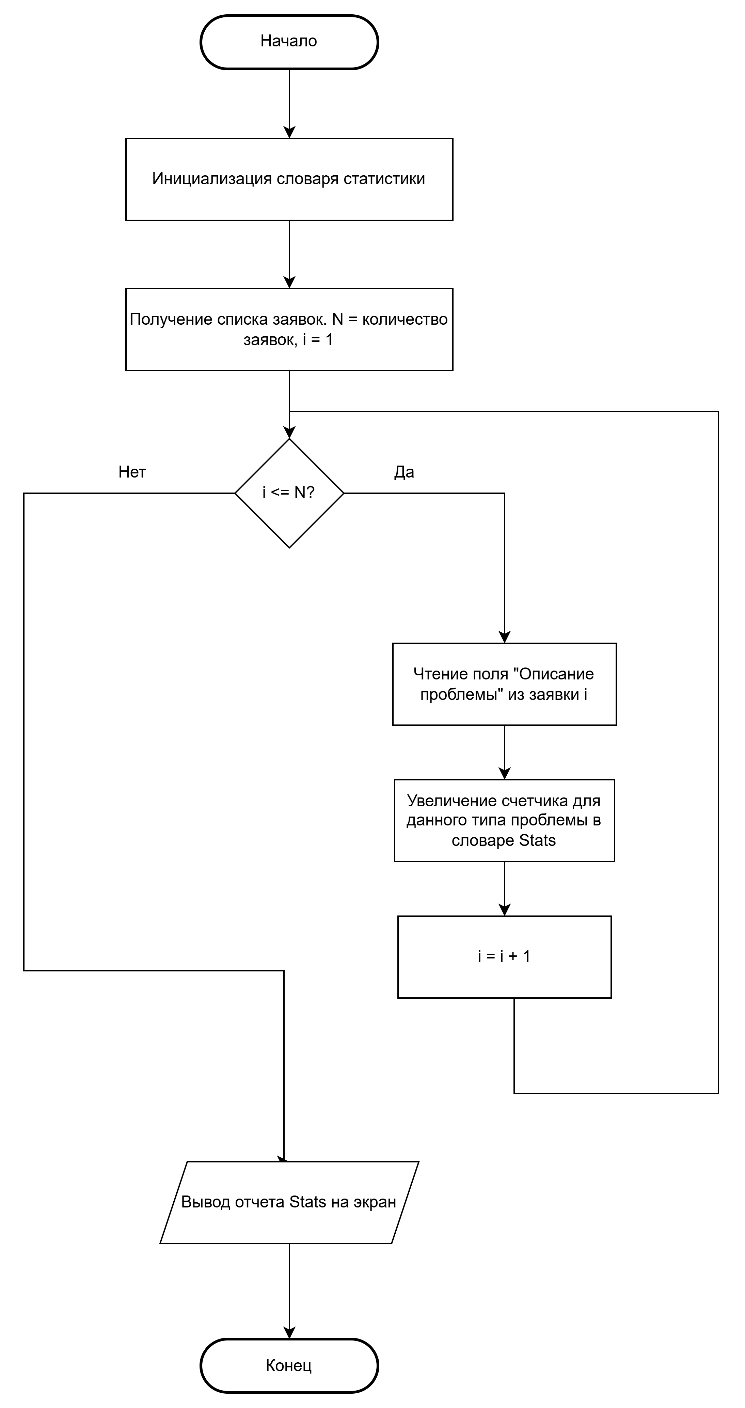 Начало
Инициализация словаря статистики
Получение списка заявок. N = количество
заявок, i = 1
Нет
i <= N?
Да
Чтение поля "Описание
проблемы" из заявки i
Увеличение счетчика для
данного типа проблемы в
словаре Stats
i = i + 1
Вывод отчета Stats на экран
Конец